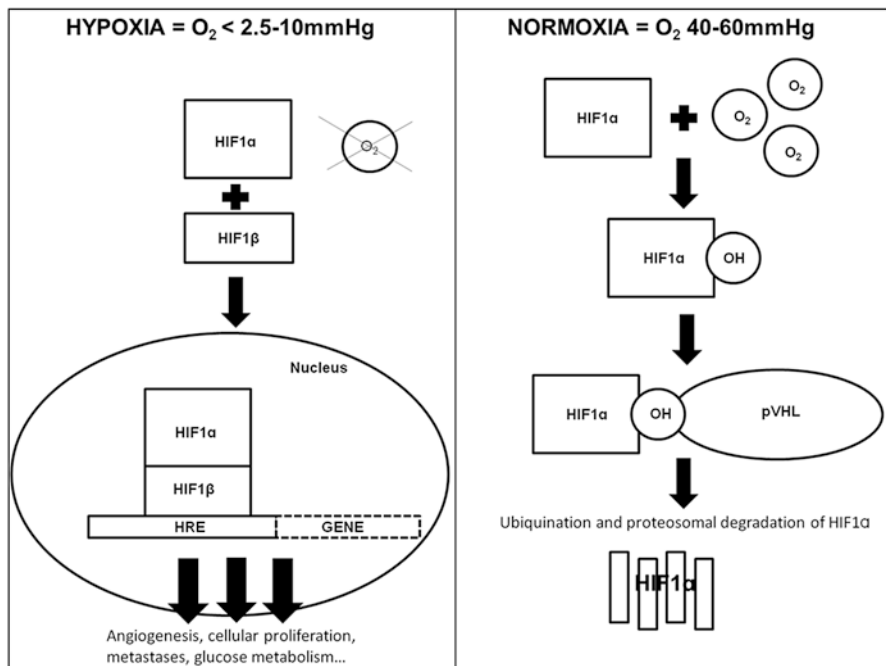 HYPOXIA = O₂ < 2.5-10mmHg
HIF1α
O₂
HIF1β
Nucleus
HIF1α
HIF1β
HRE
GENE
Angiogenesis, cellular proliferation,
metastases, glucose metabolism...
NORMOXIA = O₂ 40-60mmHg
HIF1α
O₂
O₂
O₂
HIF1α
OH
HIF1α
OH
pVHL
Ubiquination and proteosomal degradation of HIF1α
HIF1α